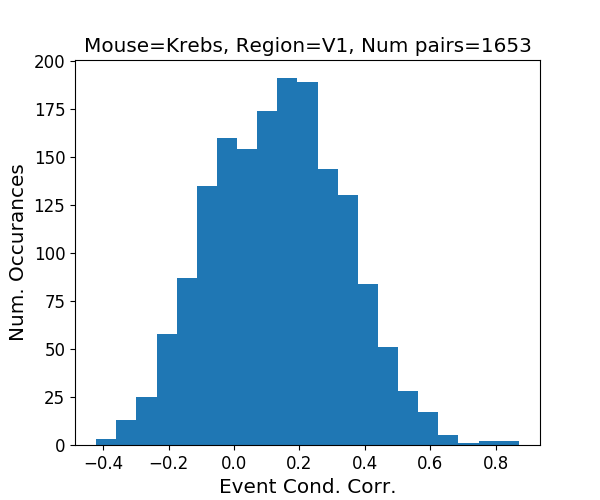 Mouse=Krebs, Region=V1, Num pairs=1653
200
175
150
125
100
75
50
25
0
Num. Occurances
−0.4 −0.2 0.0 0.2 0.4 0.6 0.8
Event Cond. Corr.